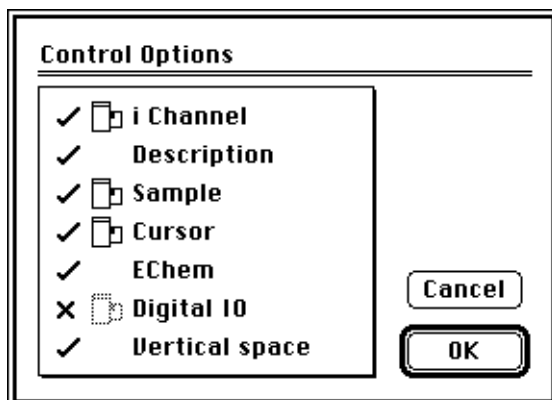 Control Options
i Channel
Description
Sample
Cursor
EChem
Digital IO
Vertical space
Cancel
OK